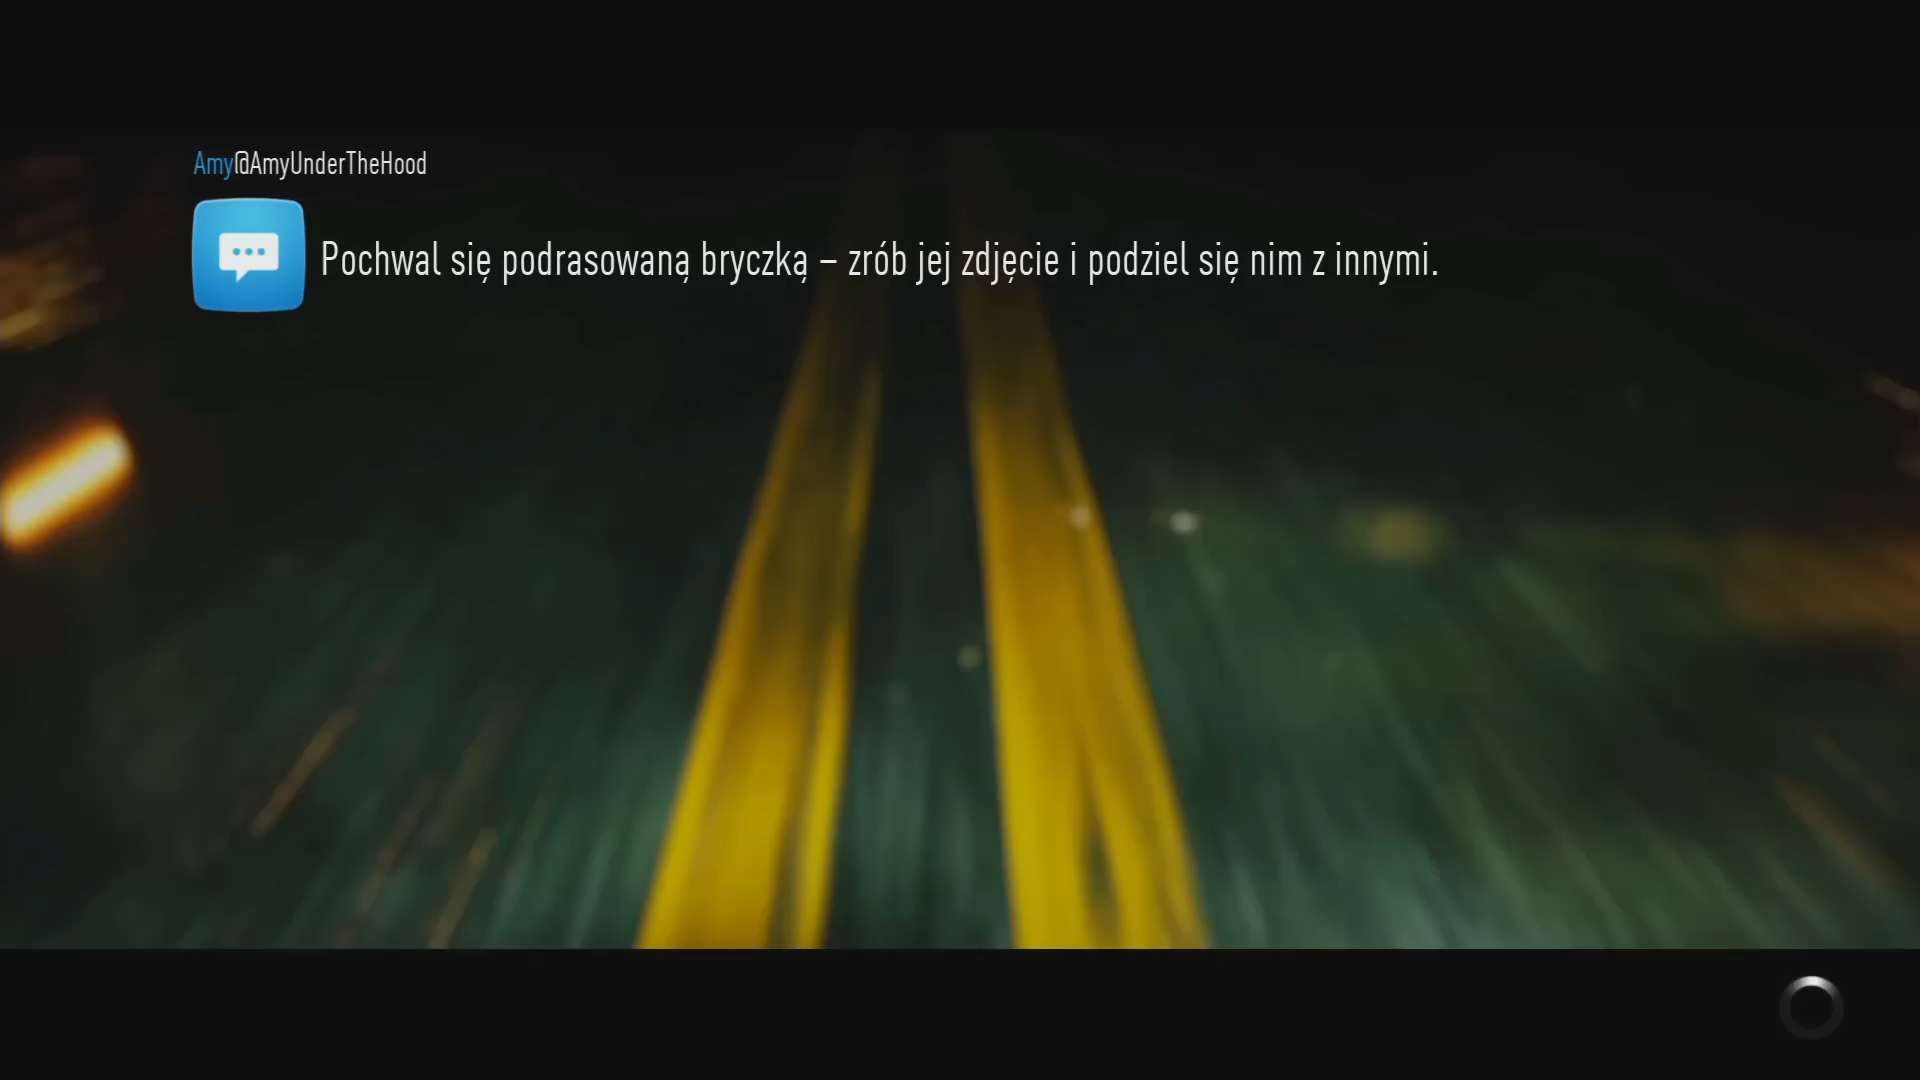 Amy@AmyUnderTheHood
Pochwal się podrasowaną bryczką – zrób jej zdjęcie i podziel się nim z innymi.